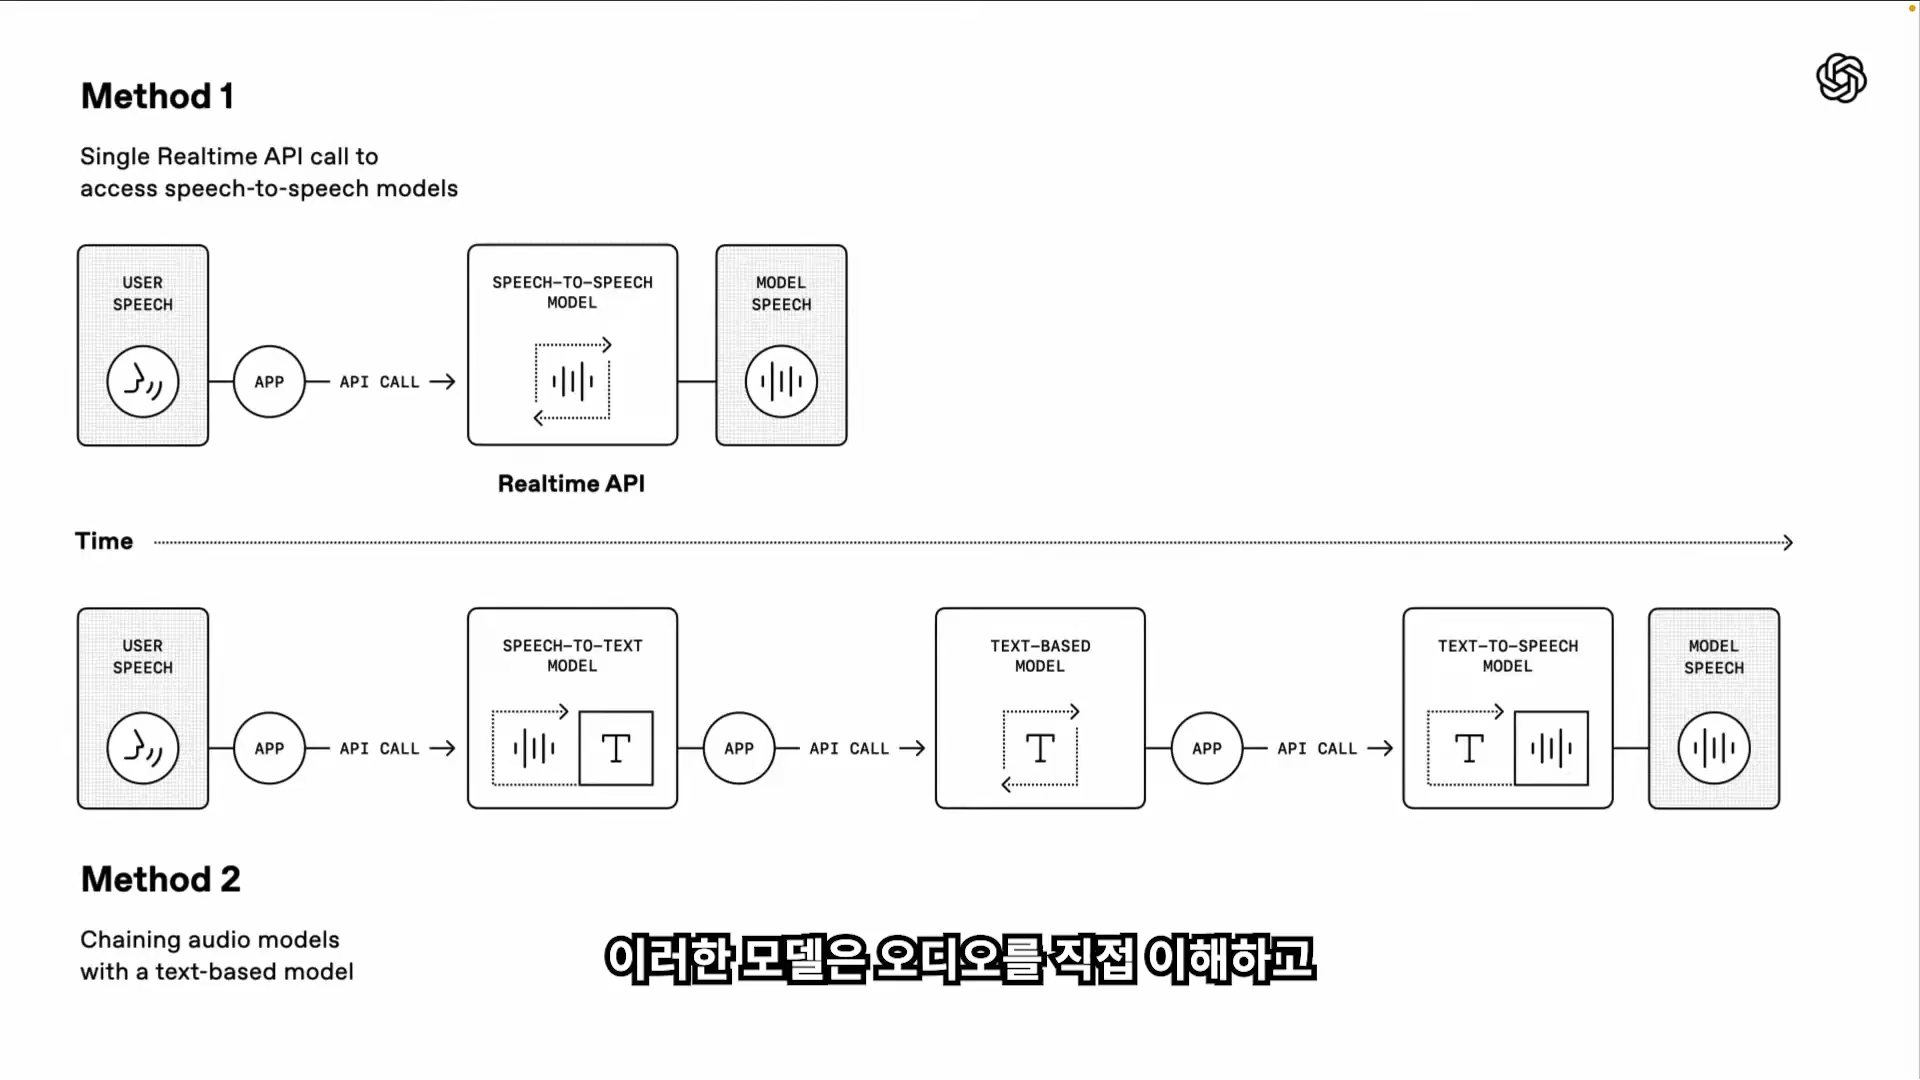 Method 1
Single Realtime API call to
access speech-to-speech models
USER
SPEECH
APP
API CALL
SPEECH-TO-SPEECH
MODEL
MODEL
SPEECH
Realtime API
Time
USER
SPEECH
APP
API CALL
SPEECH-TO-TEXT
MODEL
T
APP
API CALL
TEXT-BASED
MODEL
T
APP
API CALL
TEXT-TO-SPEECH
MODEL
T
MODEL
SPEECH
Method 2
Chaining audio models
with a text-based model
이러한 모델은 오디오를 직접 이해하고